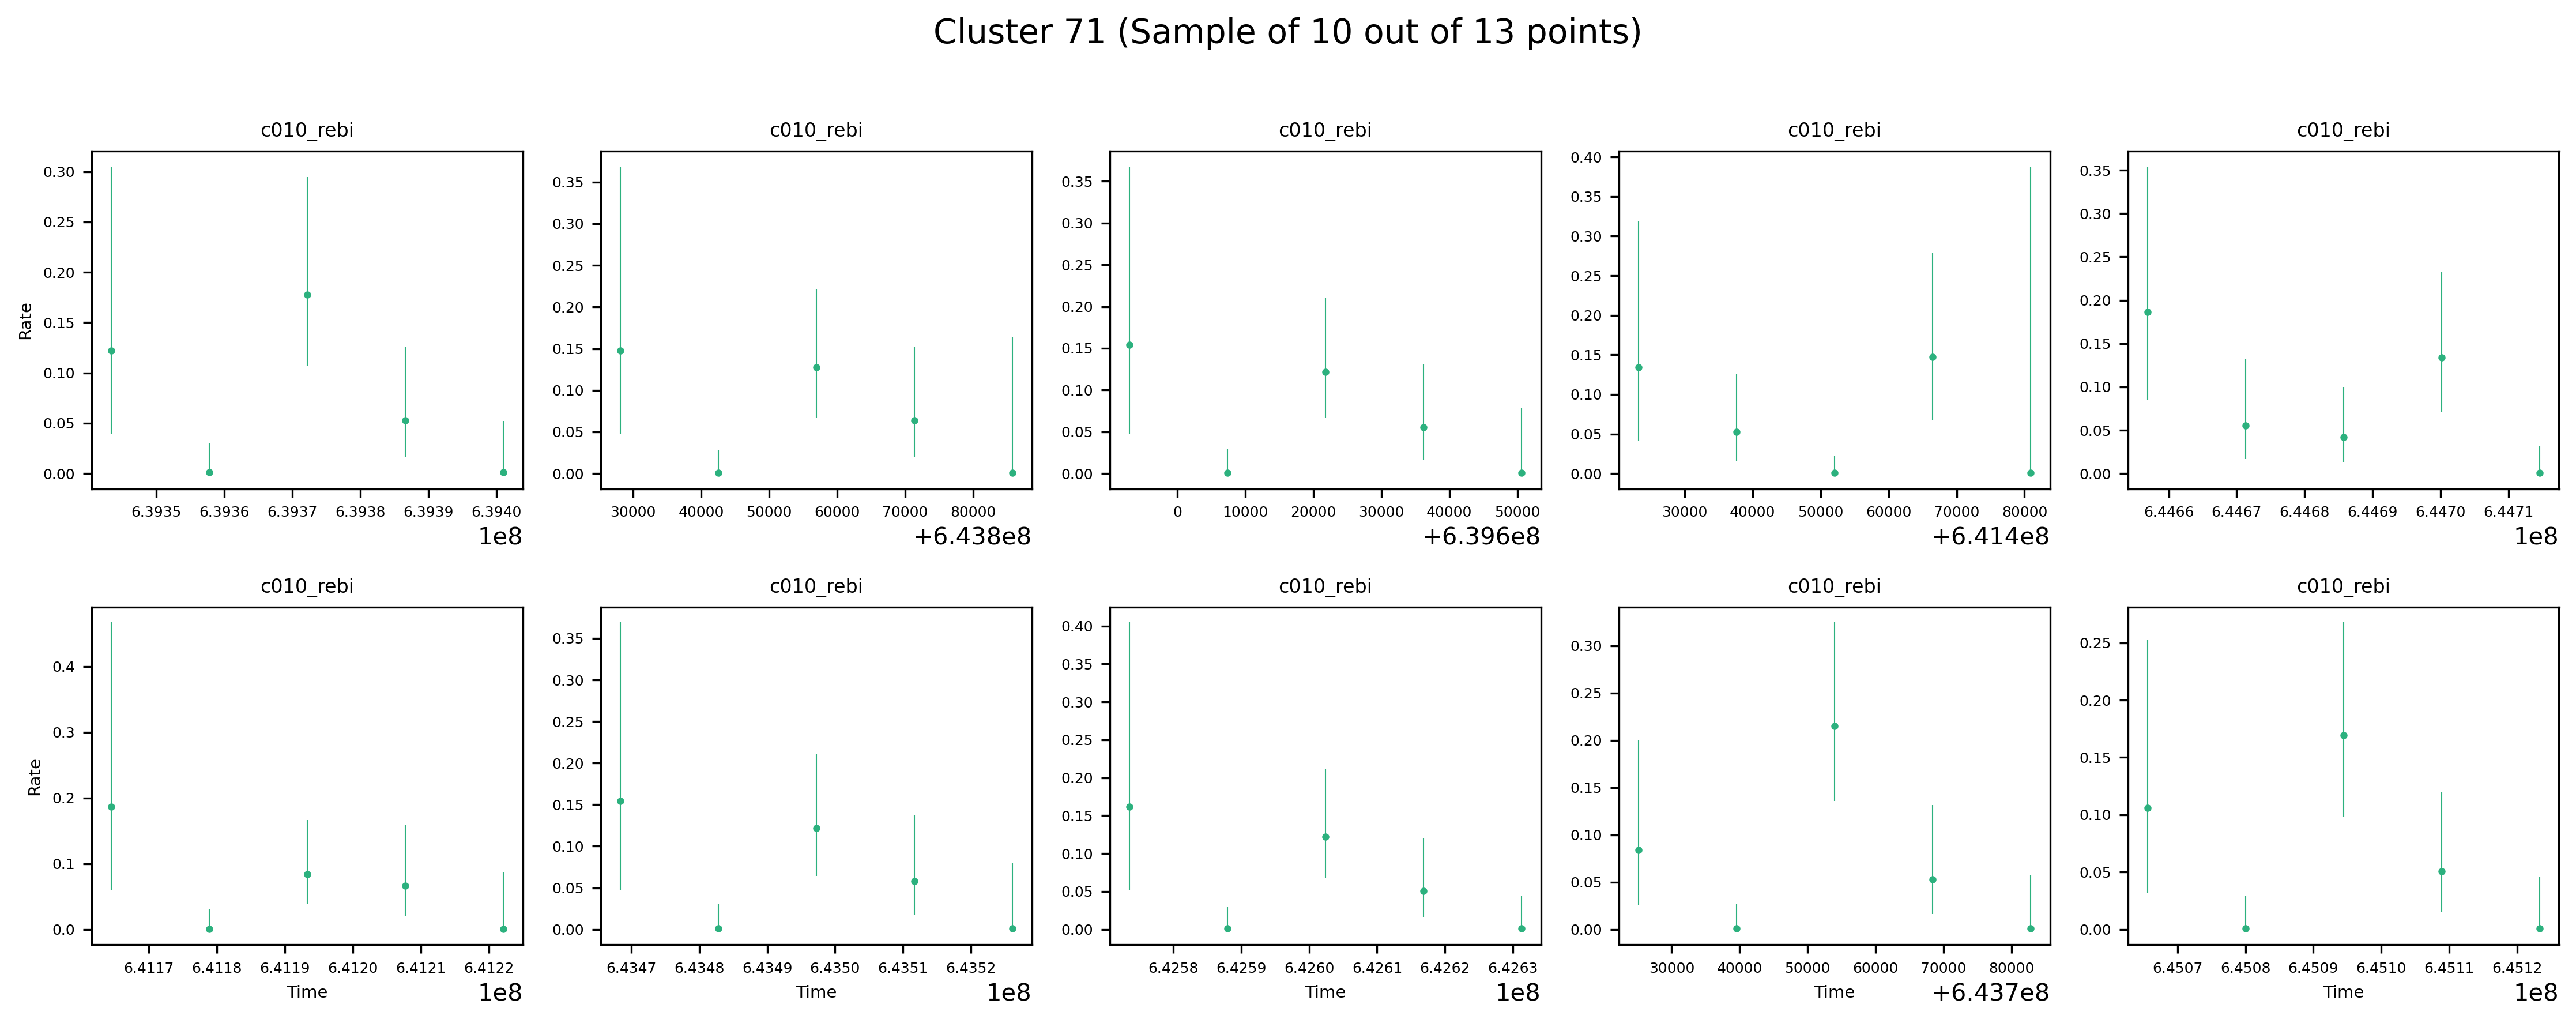 Cluster 71 (Sample of 10 out of 13 points)
c010_rebi c010_rebi c010_rebi c010_rebi c010_rebi
Rate
0.30
0.25
0.20
0.15
0.10
0.05
0.00
6.3935 6.3936 6.3937 6.3938 6.3939 6.3940
1e8
0.35
0.30
0.25
0.20
0.15
0.10
0.05
0.00
30000 40000 50000 60000 70000 80000
+6.438e8
0.35
0.30
0.25
0.20
0.15
0.10
0.05
0.00
0 10000 20000 30000 40000 50000
+6.396e8
0.40
0.35
0.30
0.25
0.20
0.15
0.10
0.05
0.00
30000 40000 50000 60000 70000 80000
+6.414e8
0.35
0.30
0.25
0.20
0.15
0.10
0.05
0.00
6.4466 6.4467 6.4468 6.4469 6.4470 6.4471
1e8
c010_rebi c010_rebi c010_rebi c010_rebi c010_rebi
Rate
0.4
0.3
0.2
0.1
0.0
6.4117 6.4118 6.4119 6.4120 6.4121 6.4122
Time
1e8
0.35
0.30
0.25
0.20
0.15
0.10
0.05
0.00
6.4347 6.4348 6.4349 6.4350 6.4351 6.4352
Time
1e8
0.40
0.35
0.30
0.25
0.20
0.15
0.10
0.05
0.00
6.4258 6.4259 6.4260 6.4261 6.4262 6.4263
Time
1e8
0.30
0.25
0.20
0.15
0.10
0.05
0.00
30000 40000 50000 60000 70000 80000
Time
+6.437e8
0.25
0.20
0.15
0.10
0.05
0.00
6.4507 6.4508 6.4509 6.4510 6.4511 6.4512
Time
1e8